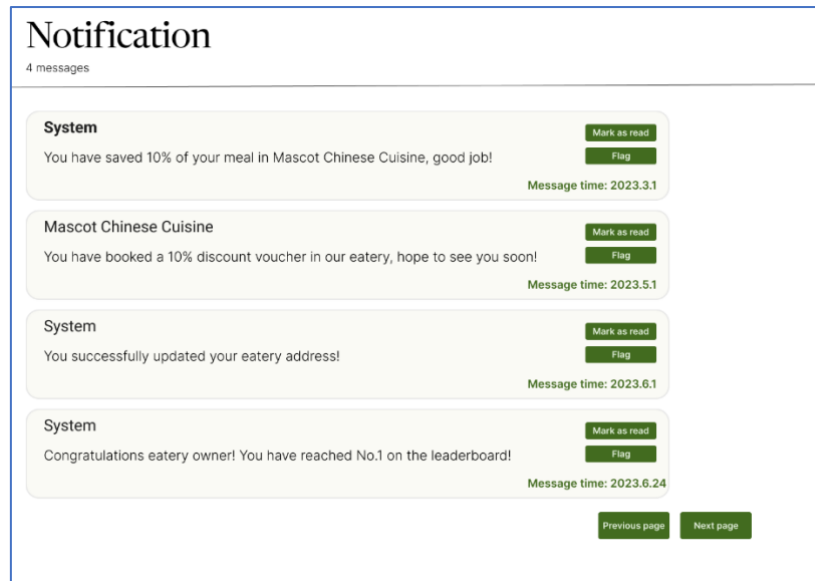 Notification
4 messages
System
Mark as read
You have saved 10% of your meal in Mascot Chinese Cuisine, good job!
Flag
Message time: 2023.3.1
Mascot Chinese Cuisine
Mark as read
You have booked a 10% discount voucher in our eatery, hope to see you soon!
Flag
Message time: 2023.5.1
System
Mark as read
You successfully updated your eatery address!
Flag
Message time: 2023.6.1
System
Mark as read
Congratulations eatery owner! You have reached No.1 on the leaderboard!
Flag
Message time: 2023.6.24
Previous page
Next page